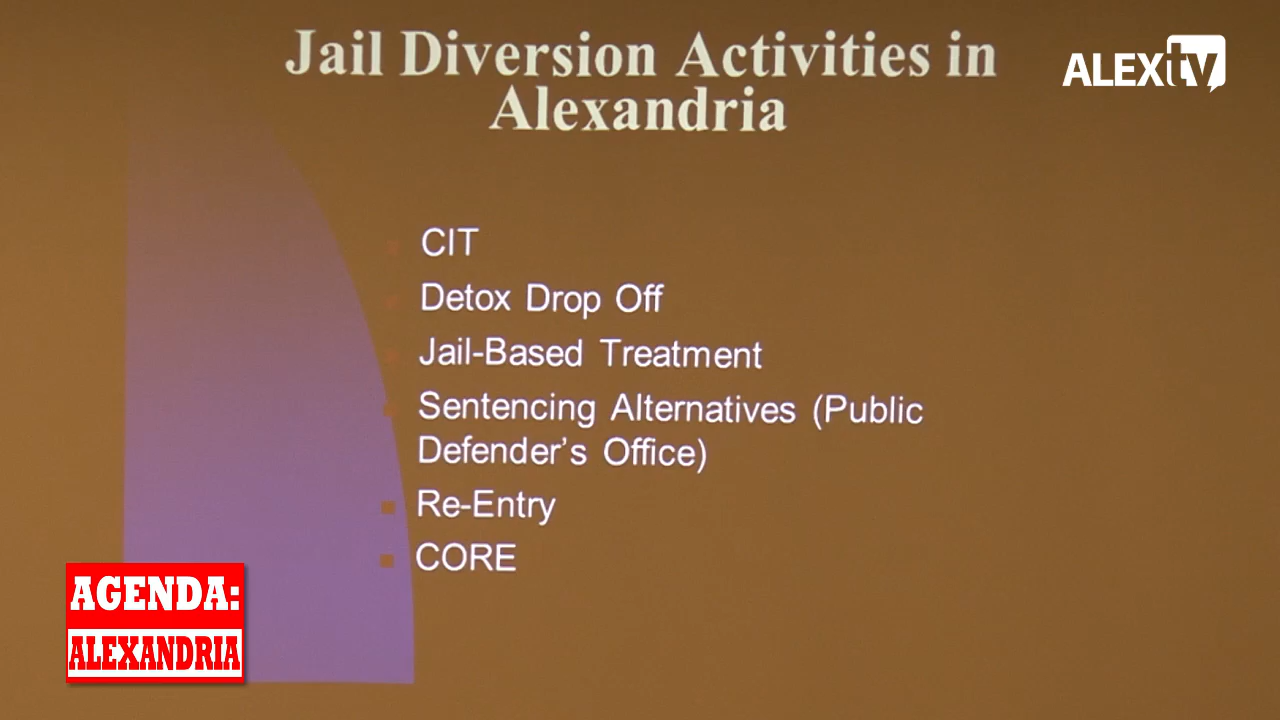 Jail Diversion Activities in
Alexandria
ALEXtv
CIT
Detox Drop Off
Jail-Based Treatment
Sentencing Alternatives (Public
Defender’s Office)
Re-Entry
CORE
AGENDA:
ALEXANDRIA